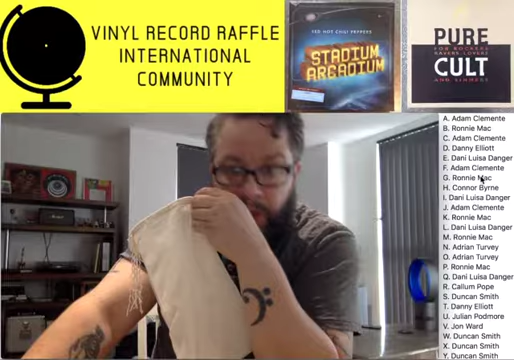 VINYL RECORD RAFFLE
INTERNATIONAL
COMMUNITY
RED HOT CHILI PEPPERS
STADIUM
ARCADIUM
PURE
FOR ROCKERS
RAVERS LOVERS
CULT
AND SINNERS
A. Adam Clemente
B. Ronnie Mac
C. Adam Clemente
D. Danny Elliott
E. Dani Luisa Danger
F. Adam Clemente
G. Ronnie Mac
H. Connor Byrne
I. Dani Luisa Danger
J. Adam Clemente
K. Ronnie Mac
L. Dani Luisa Danger
M. Ronnie Mac
N. Adrian Turvey
O. Adrian Turvey
P. Ronnie Mac
Q. Dani Luisa Danger
R. Callum Pope
S. Duncan Smith
T. Danny Elliott
U. Julian Podmore
V. Jon Ward
W. Duncan Smith
X. Duncan Smith
Y. Duncan Smith